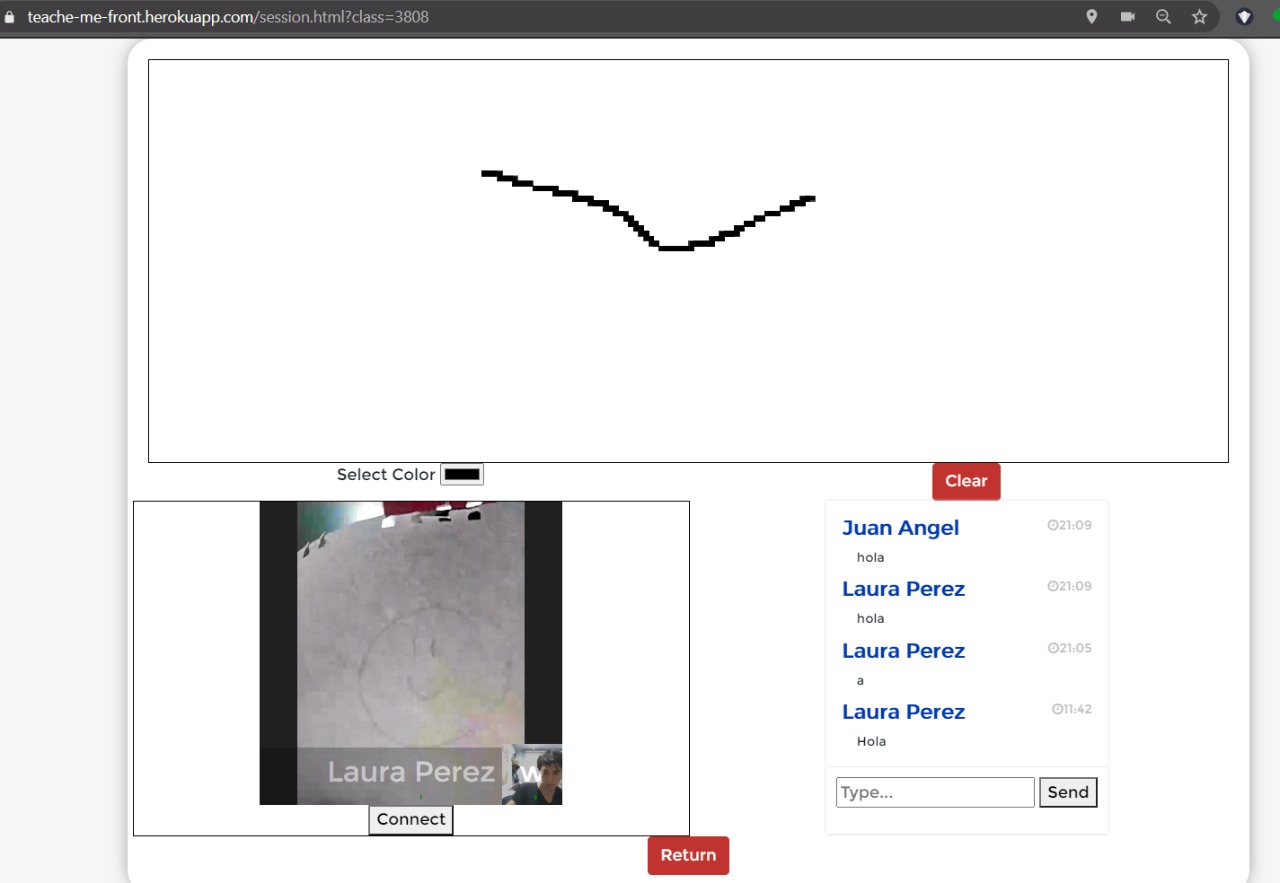 teache-me-front.herokuapp.com/session.html?class=3808
Select Color
Clear
Juan Angel 21:09
hola
Laura Perez 21:09
hola
Laura Perez 21:05
a
Laura Perez 11:42
Hola
Laura Perez w
Type... Send
Connect
Return